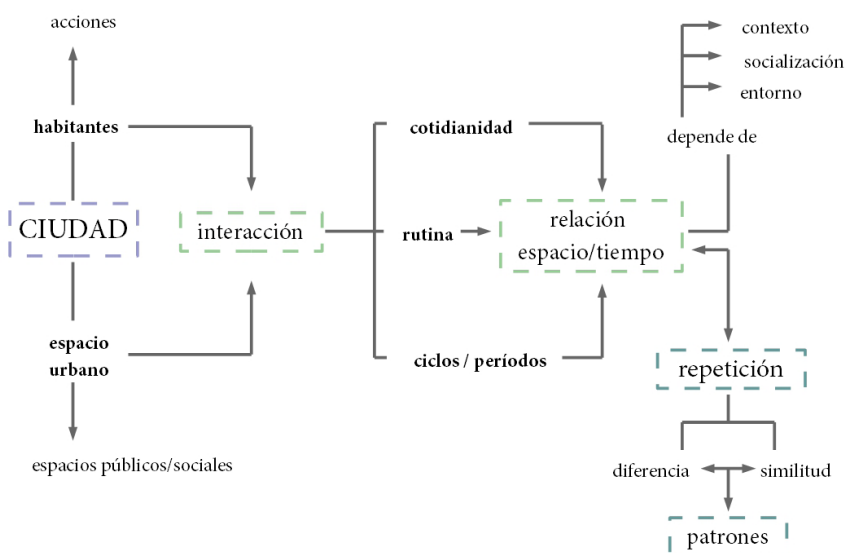 acciones
habitantes
CIUDAD
espacio
urbano
espacios públicos/sociales
interacción
cotidianidad
rutina
ciclos / períodos
relación
espacio/tiempo
depende de
contexto
socialización
entorno
repetición
diferencia
similitud
patrones